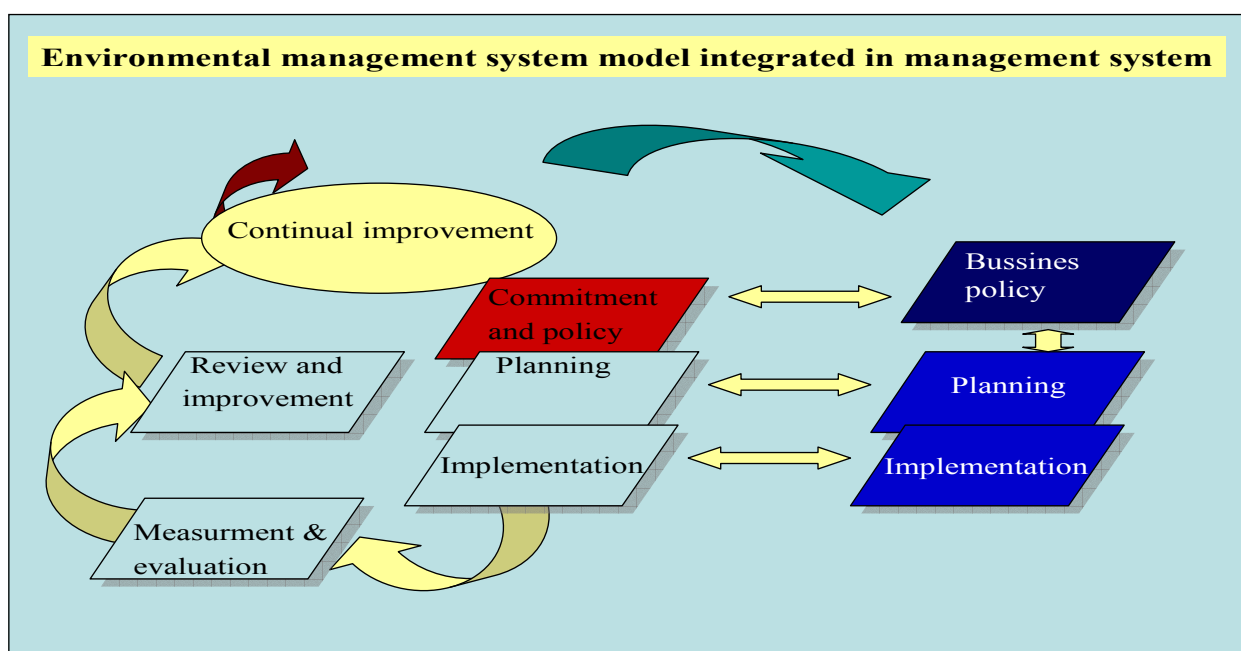 Environmental management system model integrated in management system
Continual improvement
Commitment
and policy
Bussines
policy
Review and
improvement
Planning
Planning
Implementation
Implementation
Measurment &
evaluation